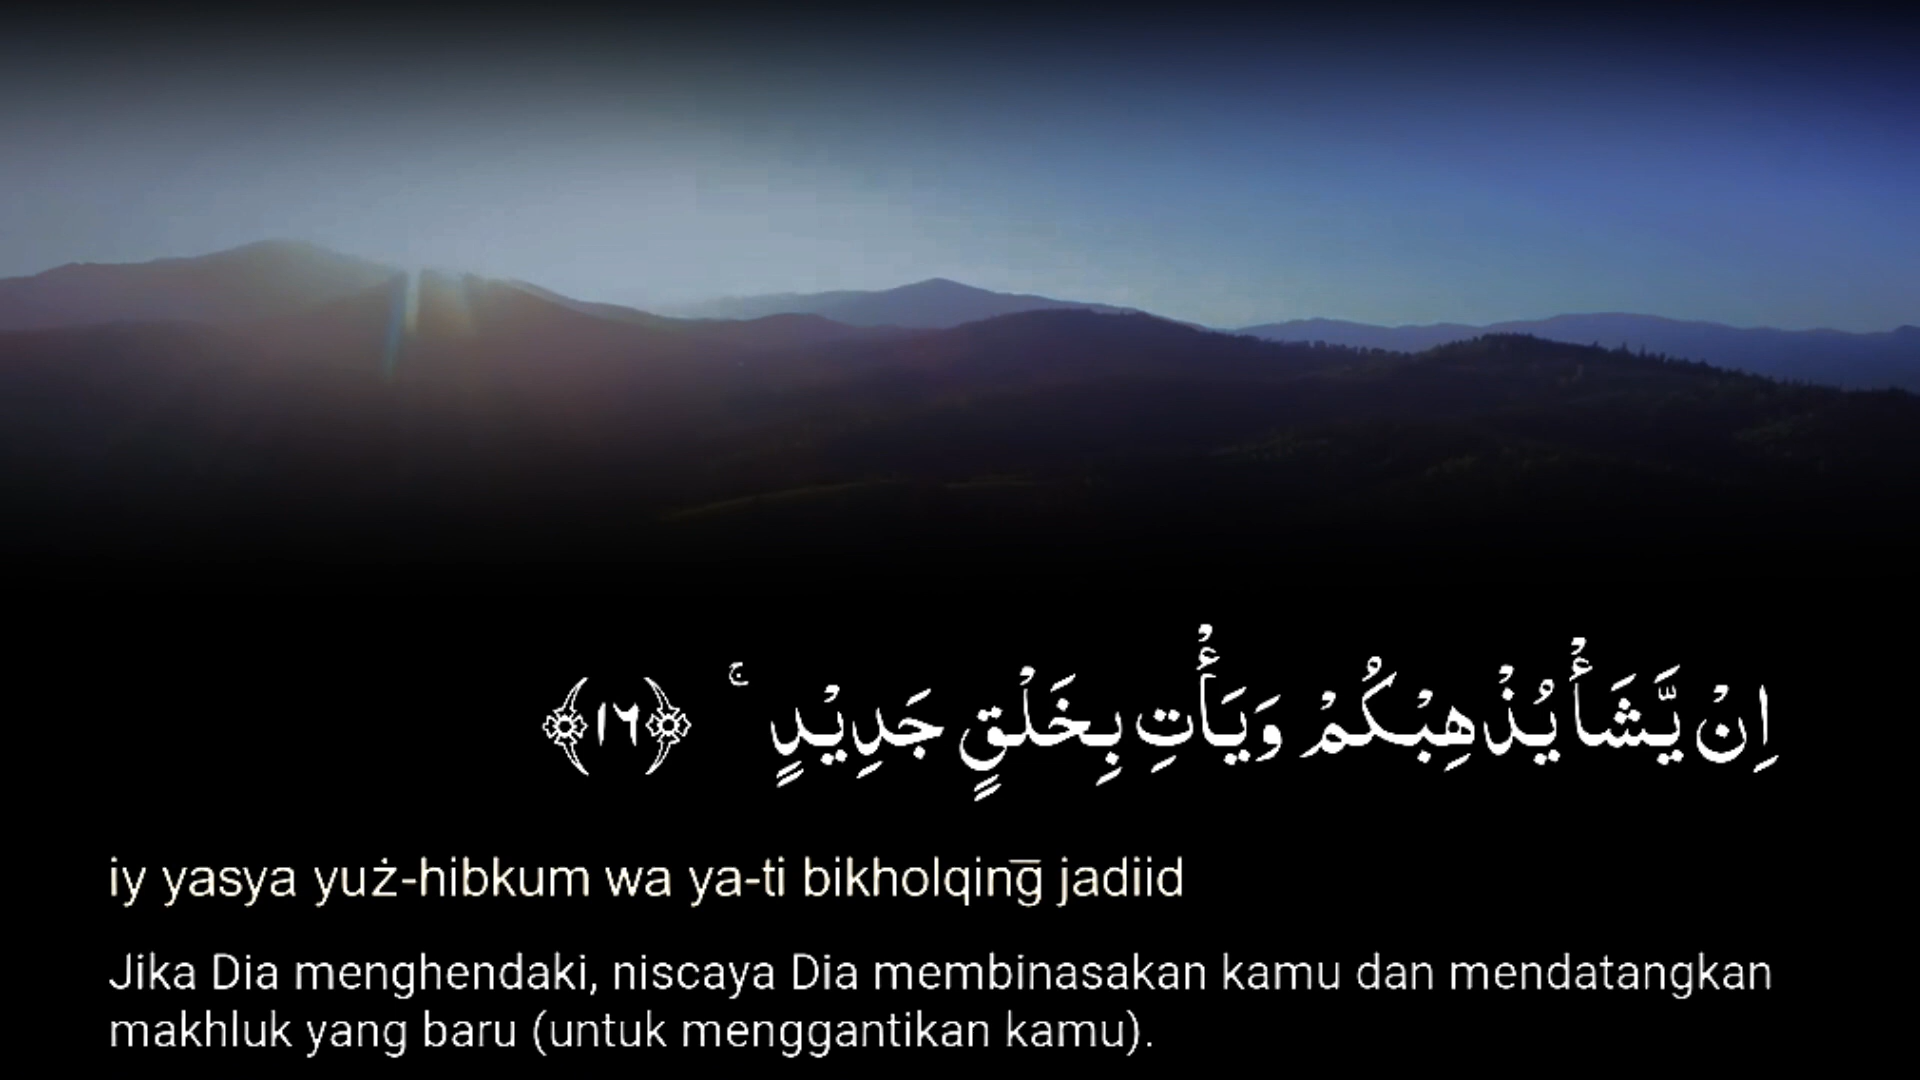 اِنْ يَّشَأْ يُذْهِبْكُمْ وَيَأْتِ بِخَلْقٍ جَدِيْدٍ ۚ ﴿١٦﴾
iy yasya yuż-hibkum wa ya-ti bikholqing̅ jadiid
Jika Dia menghendaki, niscaya Dia membinasakan kamu dan mendatangkan
makhluk yang baru (untuk menggantikan kamu).